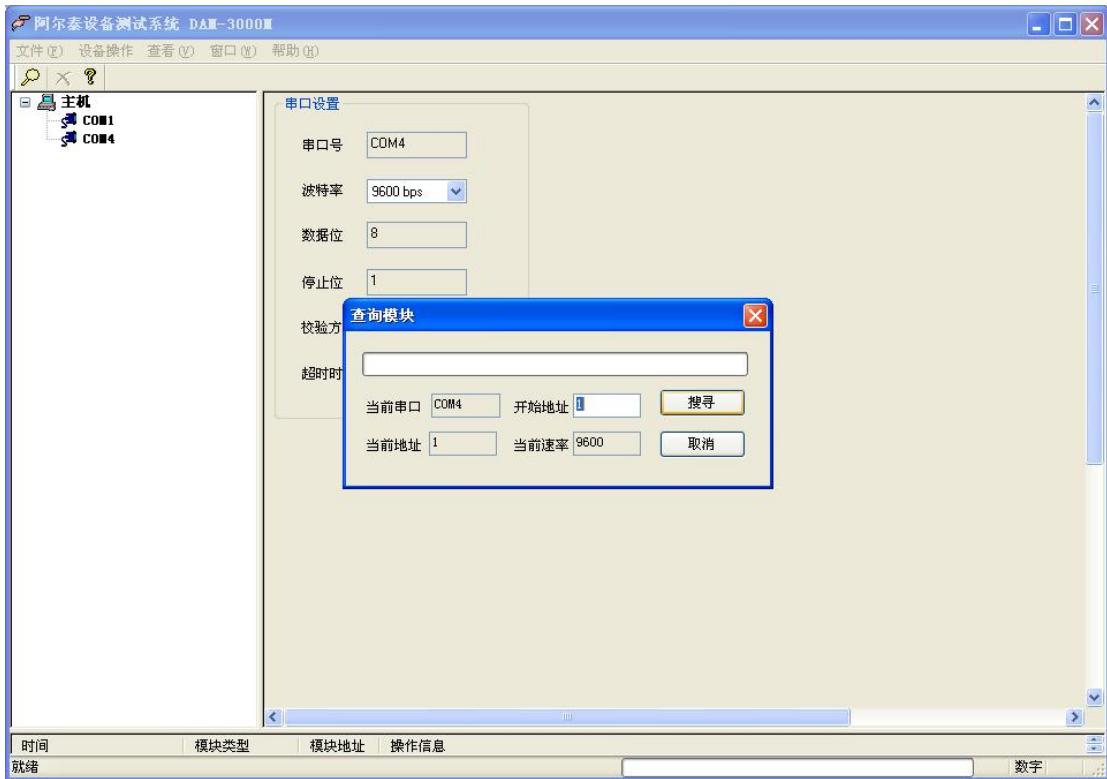 阿尔泰设备测试系统 DAM-3000M
文件(F) 设备操作 查看(V) 窗口(W) 帮助(H)
主机
COM1
COM4
串口设置
串口号 COM4
波特率 9600 bps
数据位 8
停止位 1
校验方
超时时
查询模块
当前串口 COM4 开始地址 1 搜寻
当前地址 1 当前速率 9600 取消
时间 模块类型 模块地址 操作信息
就绪 数字